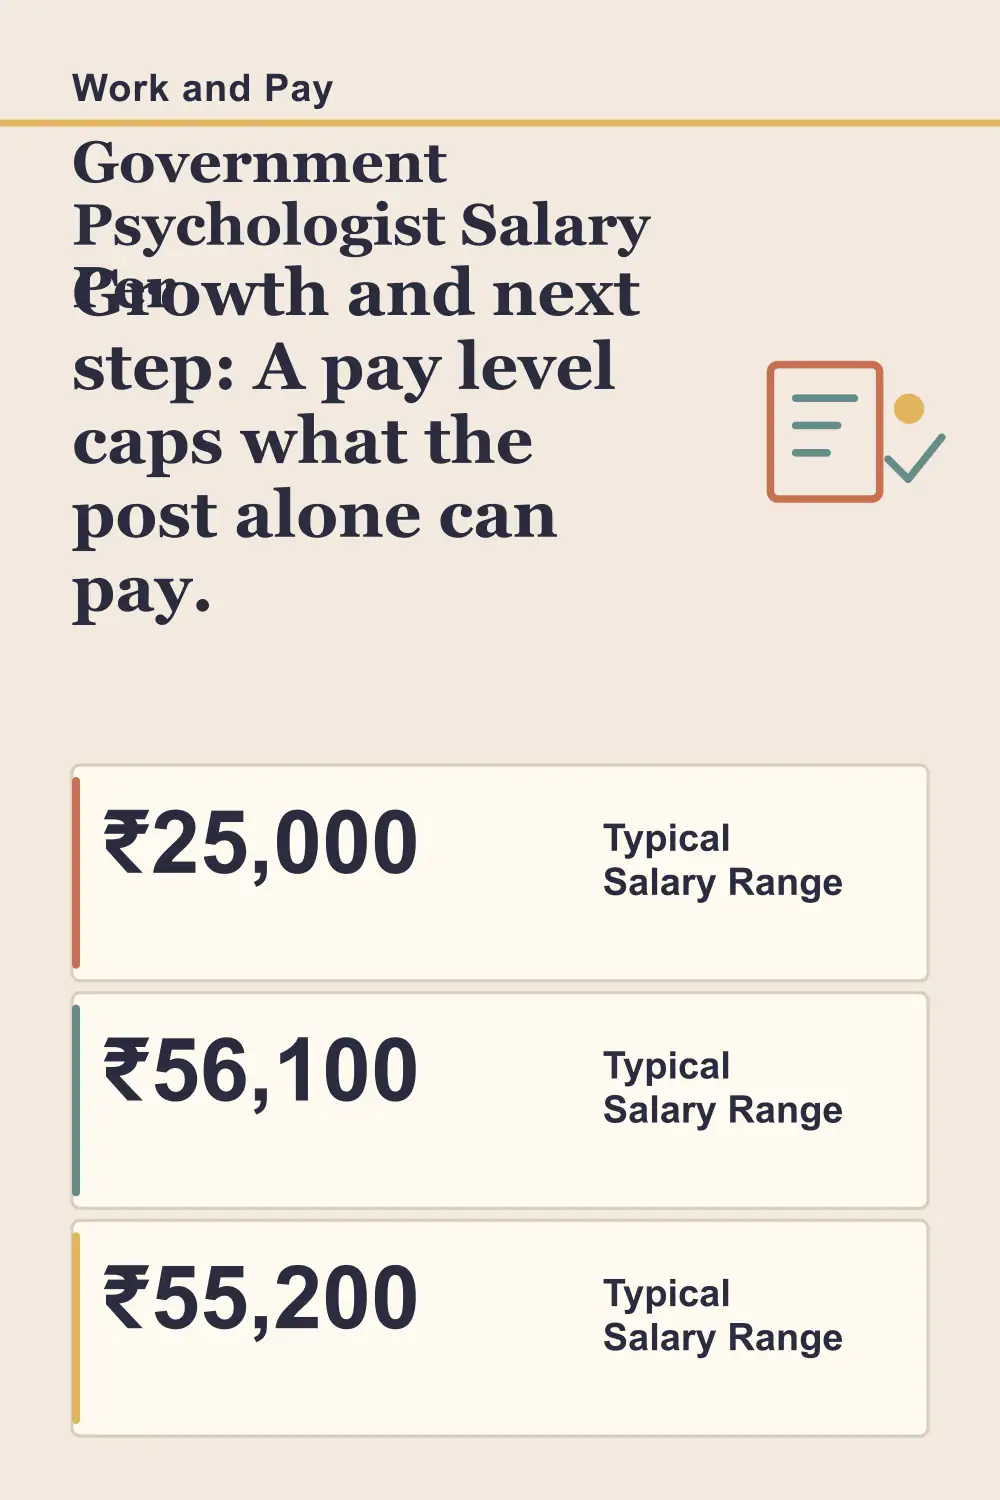 Work and Pay
Government
Psychologist Salary
Per
Growth and next
step: A pay level
caps what the
post alone can
pay.
₹25,000
Typical
Salary Range
₹56,100
Typical
Salary Range
₹55,200
Typical
Salary Range